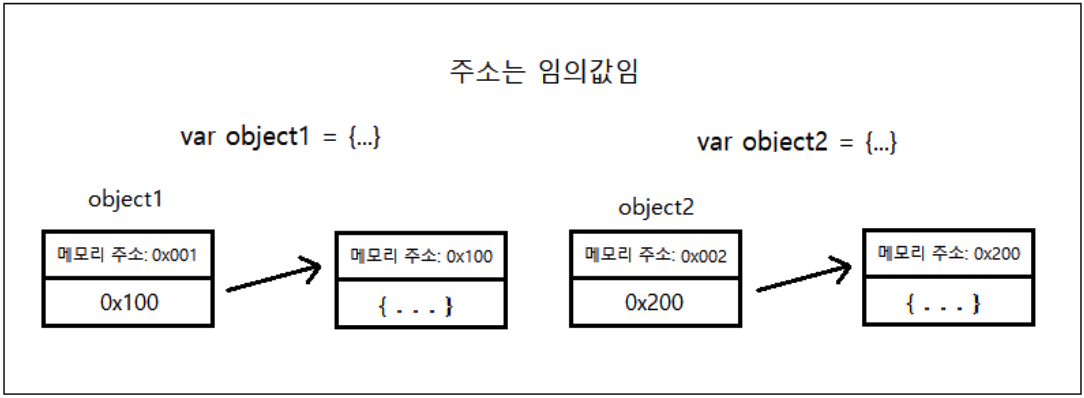 주소는 임의값임
var object1 = {...}
var object2 = {...}
object1
object2
메모리 주소: 0x001
0x100
메모리 주소: 0x100
{ . . . }
메모리 주소: 0x002
0x200
메모리 주소: 0x200
{ . . . }